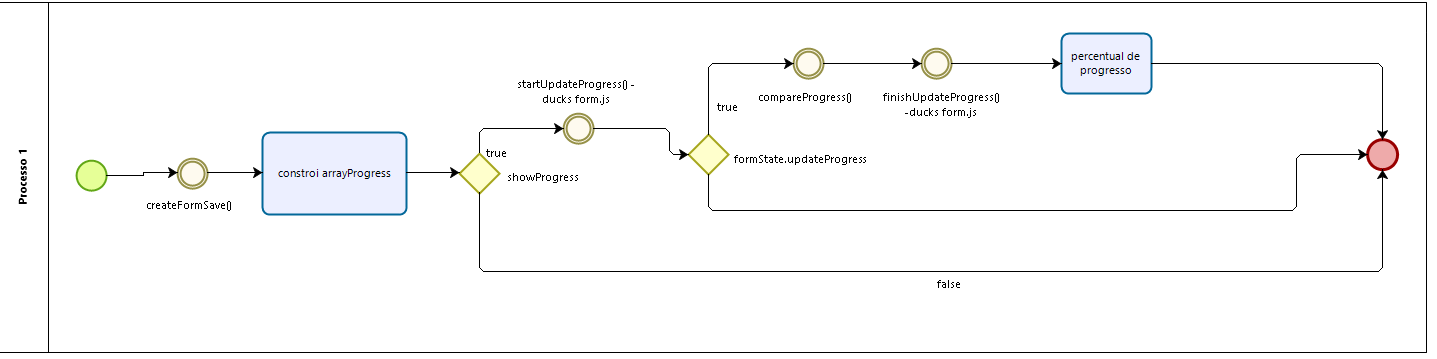 Processo 1
createFormSave()
constroi arrayProgress
true
showProgress
startUpdateProgress() -
ducks form.js
true
formState.updateProgress
compareProgress()
finishUpdateProgress()
-ducks form.js
percentual de
progresso
false